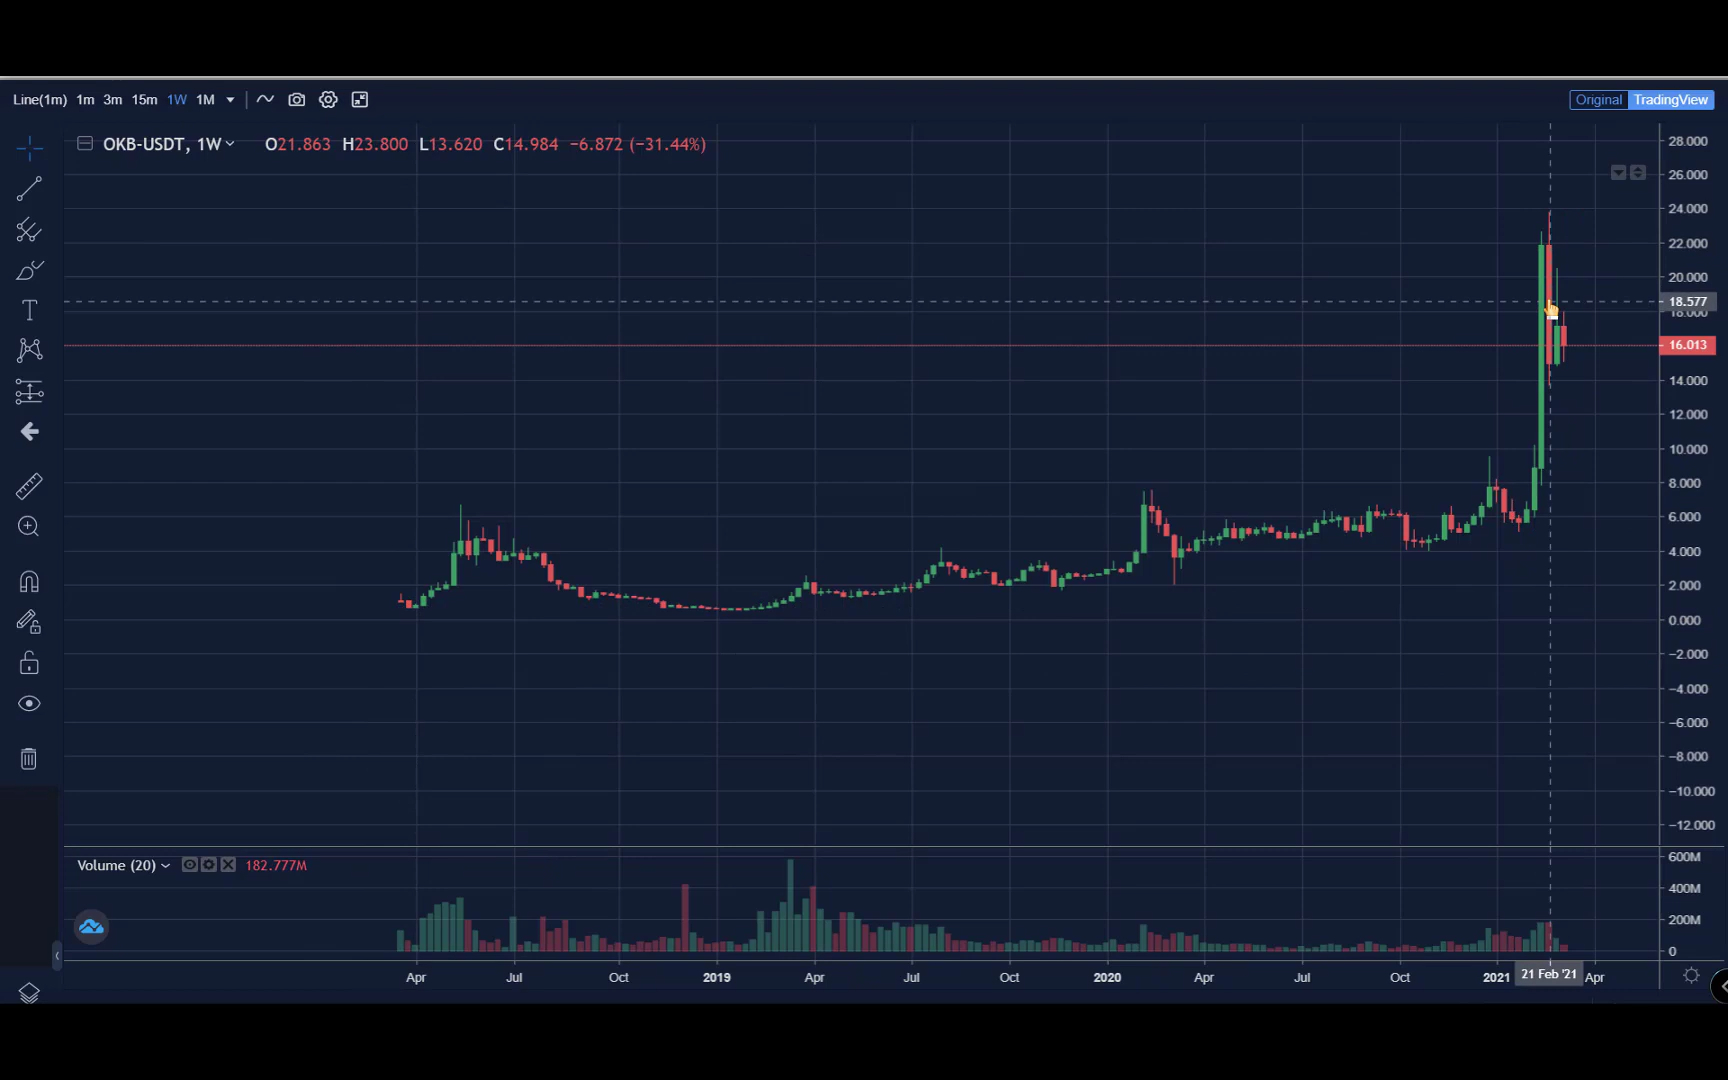 Line(1m) 1m 3m 15m 1W 1M
Original TradingView
OKB-USDT, 1W O21.863 H23.800 L13.620 C14.984 −6.872 (−31.44%)
28.000
26.000
24.000
22.000
20.000
18.577
18.000
16.013
14.000
12.000
10.000
8.000
6.000
4.000
2.000
0.000
−2.000
−4.000
−6.000
−8.000
−10.000
−12.000
Volume (20) 182.777M
600M
400M
200M
0
Apr Jul Oct 2019 Apr Jul Oct 2020 Apr Jul Oct 2021 21 Feb '21 Apr